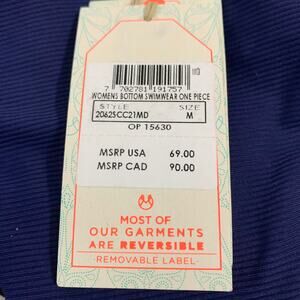 7 702781 191757
WOMENS BOTTOM SWIMWEAR ONE PIECE
STYLE SIZE
2062SCC21MD M
OP 15630
MSRP USA 69.00
MSRP CAD 90.00
MOST OF
OUR GARMENTS
ARE REVERSIBLE
·REMOVABLE LABEL·